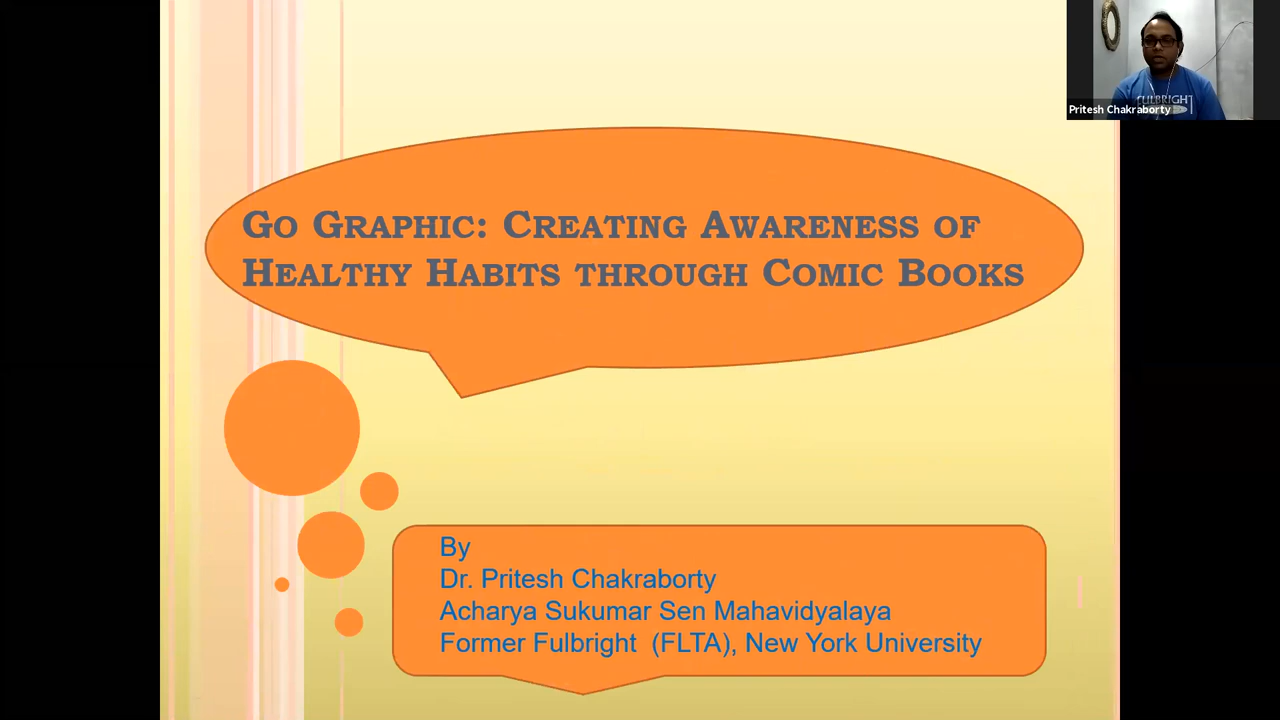 Go Graphic: Creating Awareness of
Healthy Habits through Comic Books
By
Dr. Pritesh Chakraborty
Acharya Sukumar Sen Mahavidyalaya
Former Fulbright (FLTA), New York University
FULBRIGHT
Pritesh Chakraborty